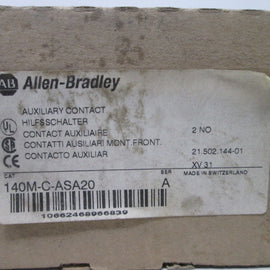 AB Allen-Bradley
AUXILIARY CONTACT
HILFSSCHALTER
CONTACT AUXILIAIRE 2 NO
CONTATTI AUSILIARI MONT. FRONT.
CONTACTO AUXILIAR 21.502.144-01
XV 31
CAT SER MADE IN SWITZERLAND
140M-C-ASA20 A
10662468966839